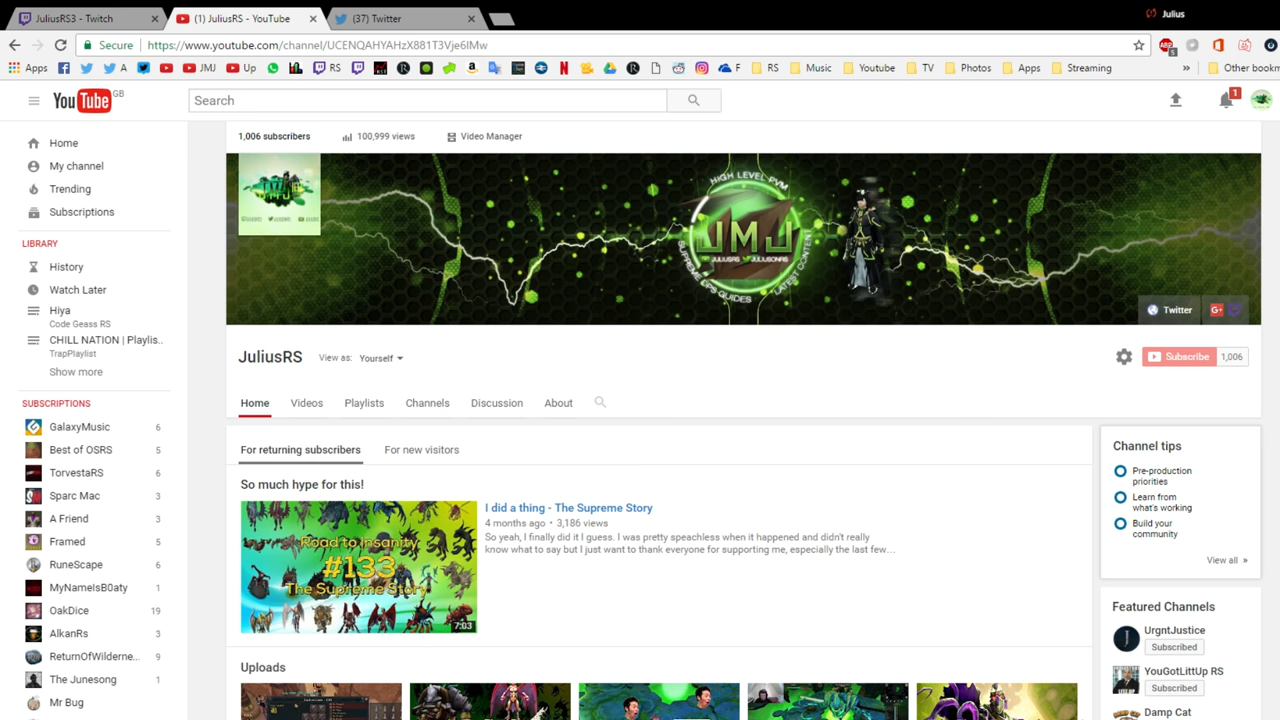 JuliusRS3 - Twitch
(1) JuliusRS - YouTube
(37) Twitter
Julius
Secure
https://www.youtube.com/channel/UCENQAHYAHzX881T3Vje6lMw
Apps
A
JMJ
Up
RS
F
RS
Music
Youtube
TV
Photos
Apps
Streaming
»
Other bookm
YouTube GB
Search
1
Home
My channel
Trending
Subscriptions
LIBRARY
History
Watch Later
Hiya
Code Geass RS
CHILL NATION | Playlis..
TrapPlaylist
Show more
SUBSCRIPTIONS
GalaxyMusic 6
Best of OSRS 5
TorvestaRS 6
Sparc Mac 3
A Friend 3
Framed 5
RuneScape 6
MyNameIsB0aty 1
OakDice 19
AlkanRs 3
ReturnOfWilderne... 9
The Junesong 1
Mr Bug
1,006 subscribers
100,999 views
Video Manager
HIGH LEVEL PVM
JMJ
JULIUSRS JULIUSONRS
SUPREME DPS GUIDES
LATEST CONTENT
Twitter
G+
JuliusRS
View as: Yourself
Subscribe 1,006
Home
Videos
Playlists
Channels
Discussion
About
For returning subscribers
For new visitors
So much hype for this!
Road to Insanity
#133
The Supreme Story
7:03
I did a thing - The Supreme Story
4 months ago • 3,186 views
So yeah, I finally did it I guess. I was pretty speachless when it happened and didn't really
know what to say but I just want to thank everyone for supporting me, especially the last few...
Uploads
Channel tips
Pre-production
priorities
Learn from
what's working
Build your
community
View all »
Featured Channels
UrgntJustice
Subscribed
YouGotLittUp RS
Subscribed
Damp Cat